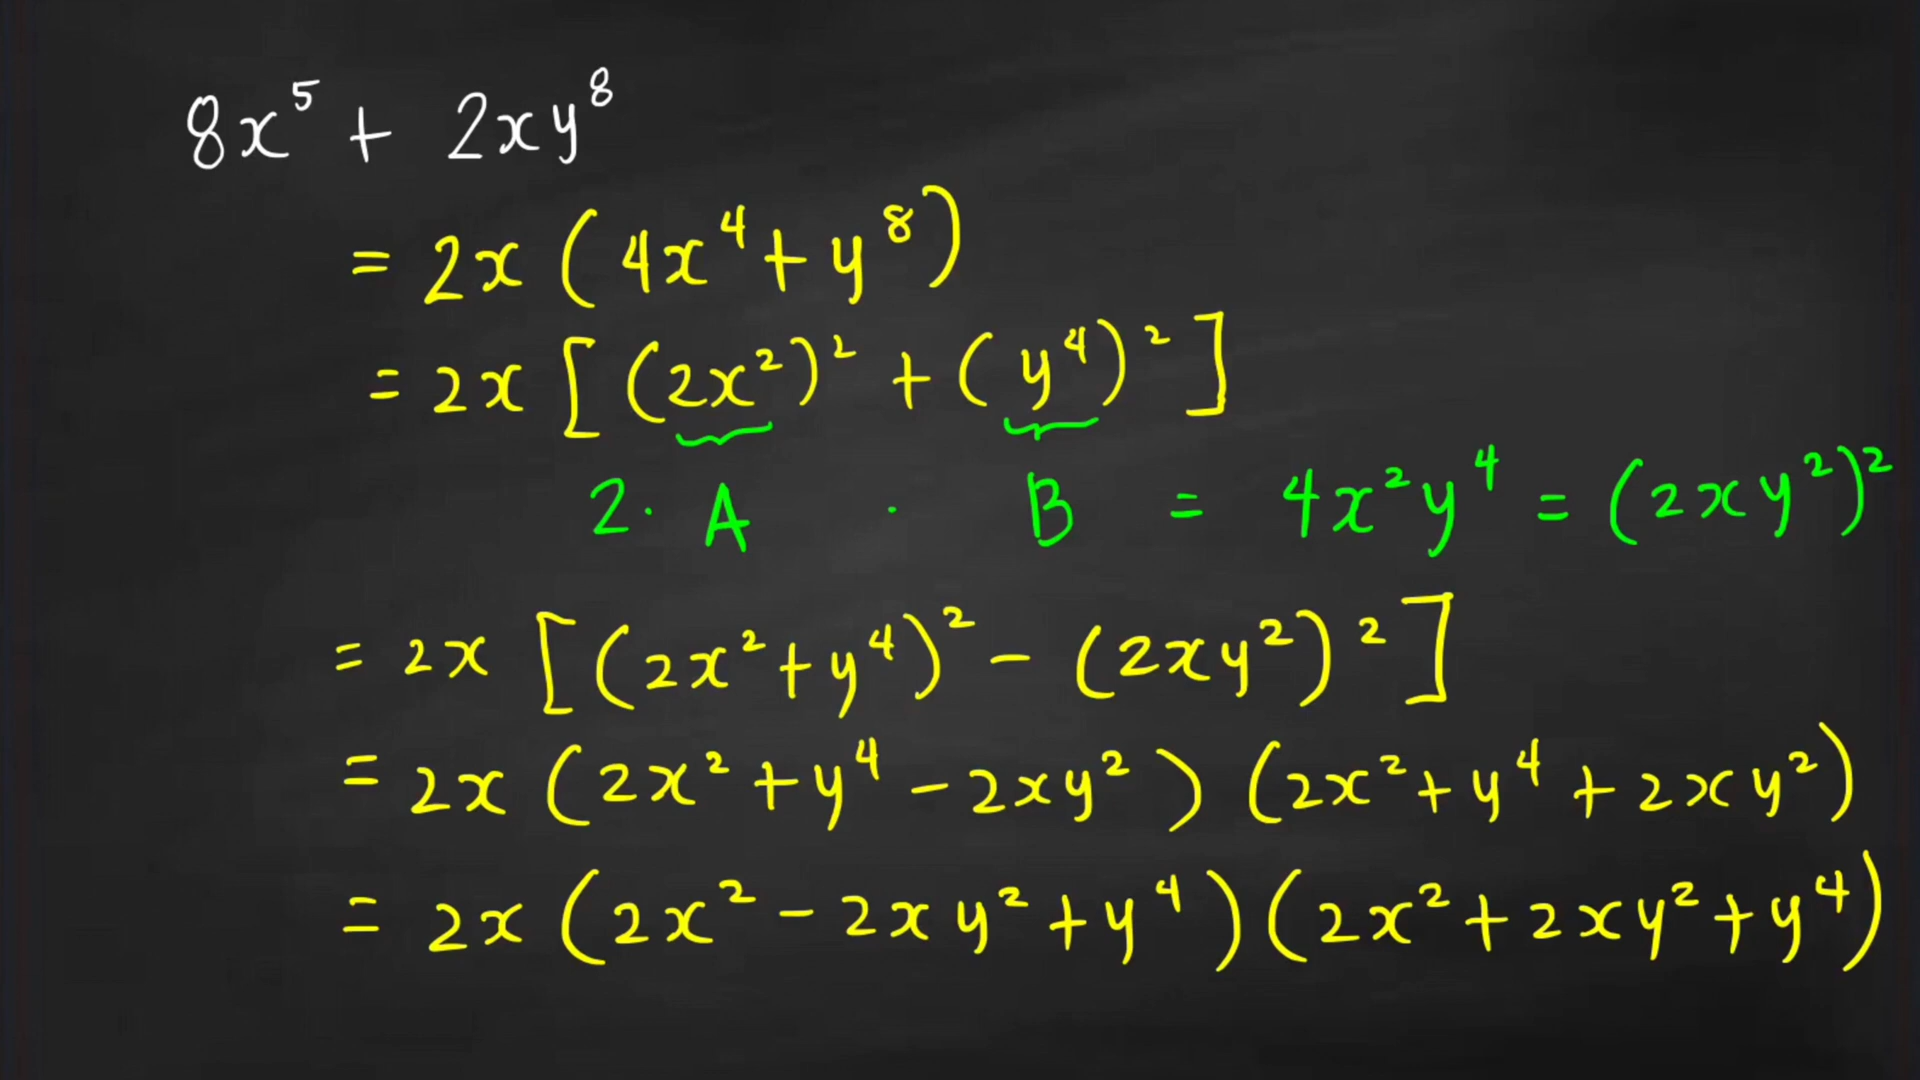 8x⁵ + 2xy⁸
= 2x (4x⁴ + y⁸)
= 2x [(2x²)² + (y⁴)²]
2 · A · B = 4x²y⁴ = (2xy²)²
= 2x [(2x² + y⁴)² − (2xy²)²]
= 2x (2x² + y⁴ − 2xy²) (2x² + y⁴ + 2xy²)
= 2x (2x² − 2xy² + y⁴) (2x² + 2xy² + y⁴)